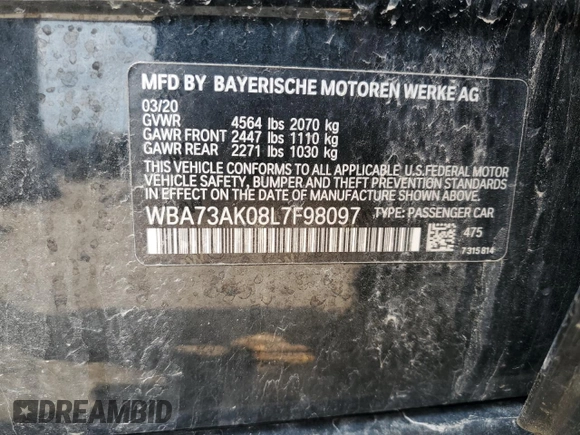 MFD BY BAYERISCHE MOTOREN WERKE AG
03/20
GVWR 4564 lbs 2070 kg
GAWR FRONT 2447 lbs 1110 kg
GAWR REAR 2271 lbs 1030 kg
THIS VEHICLE CONFORMS TO ALL APPLICABLE U.S.FEDERAL MOTOR
VEHICLE SAFETY, BUMPER AND THEFT PREVENTION STANDARDS
IN EFFECT ON THE DATE OF MANUFACTURE SHOWN ABOVE.
WBA73AK08L7F98097 TYPE: PASSENGER CAR
475
7315814
DREAMBID